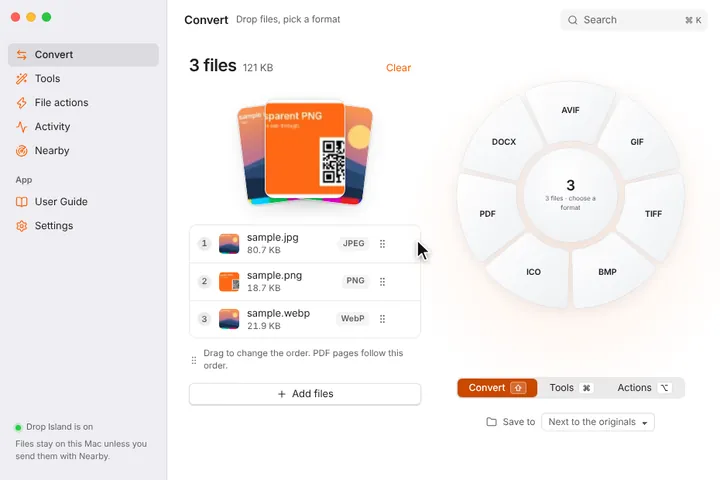 Convert
Tools
File actions
Activity
Nearby
App
User Guide
Settings
Drop Island is on
Files stay on this Mac unless you
send them with Nearby.
Convert Drop files, pick a format
Search ⌘ K
3 files 121 KB
Clear
sparent PNG
1 sample.jpg JPEG
80.7 KB
2 sample.png PNG
18.7 KB
3 sample.webp WebP
21.9 KB
Drag to change the order. PDF pages follow this
order.
+ Add files
AVIF
DOCX
GIF
PDF
TIFF
ICO
BMP
3
3 files · choose a
format
Convert ⇧ Tools ⌘ Actions ⌥
Save to Next to the originals